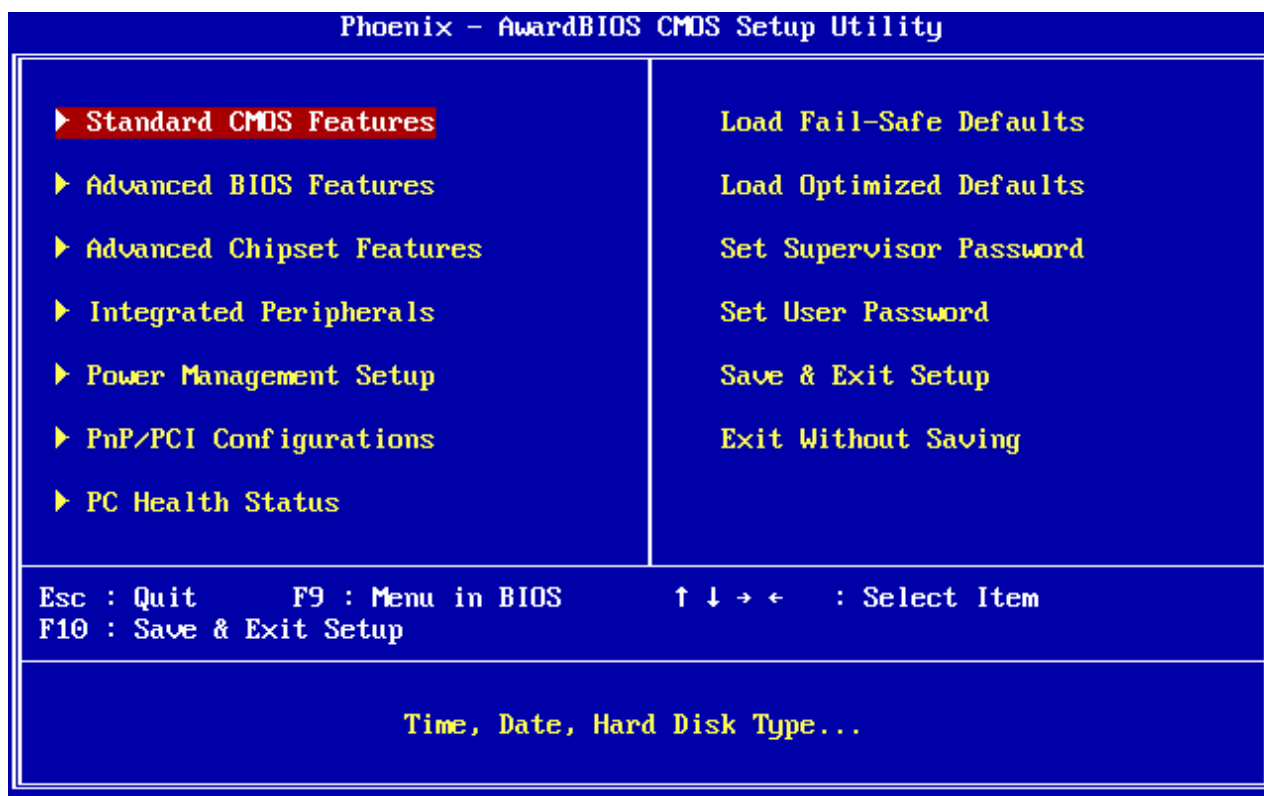 Phoenix - AwardBIOS CMOS Setup Utility
▶ Standard CMOS Features
▶ Advanced BIOS Features
▶ Advanced Chipset Features
▶ Integrated Peripherals
▶ Power Management Setup
▶ PnP/PCI Configurations
▶ PC Health Status
Load Fail-Safe Defaults
Load Optimized Defaults
Set Supervisor Password
Set User Password
Save & Exit Setup
Exit Without Saving
Esc : Quit F9 : Menu in BIOS ↑ ↓ → ← : Select Item
F10 : Save & Exit Setup
Time, Date, Hard Disk Type...